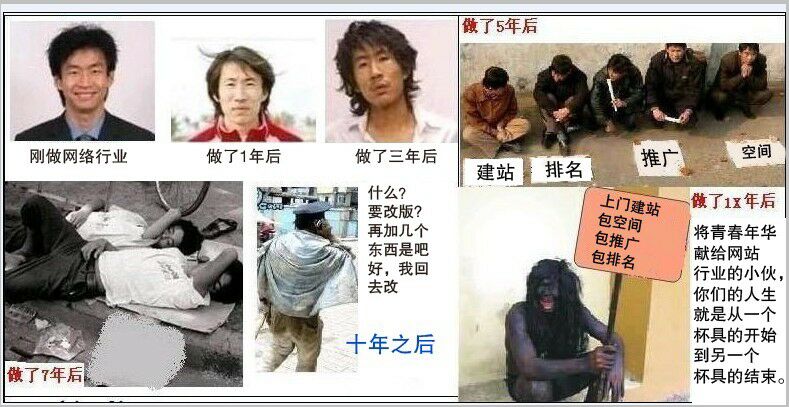 刚做网络行业
做了1年后
做了三年后
做了5年后
建站
排名
推广
空间
做了7年后
什么?
要改版?
再加几个
东西是吧
好，我回
去改
十年之后
上门建站
包空间
包推广
包排名
做了1X年后
将青春年华
献给网站
行业的小伙，
你们的人生
就是从一个
杯具的开始
到另一个
杯具的结束。